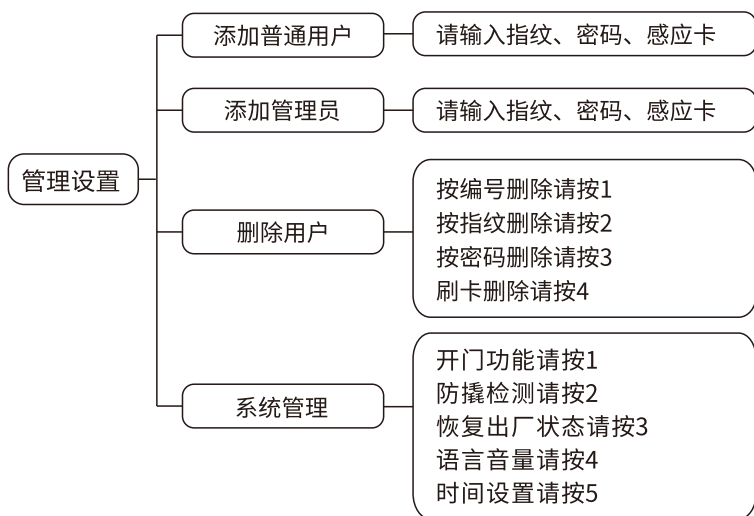 管理设置
添加普通用户
请输入指纹、密码、感应卡
添加管理员
请输入指纹、密码、感应卡
删除用户
按编号删除请按1
按指纹删除请按2
按密码删除请按3
刷卡删除请按4
系统管理
开门功能请按1
防撬检测请按2
恢复出厂状态请按3
语言音量请按4
时间设置请按5